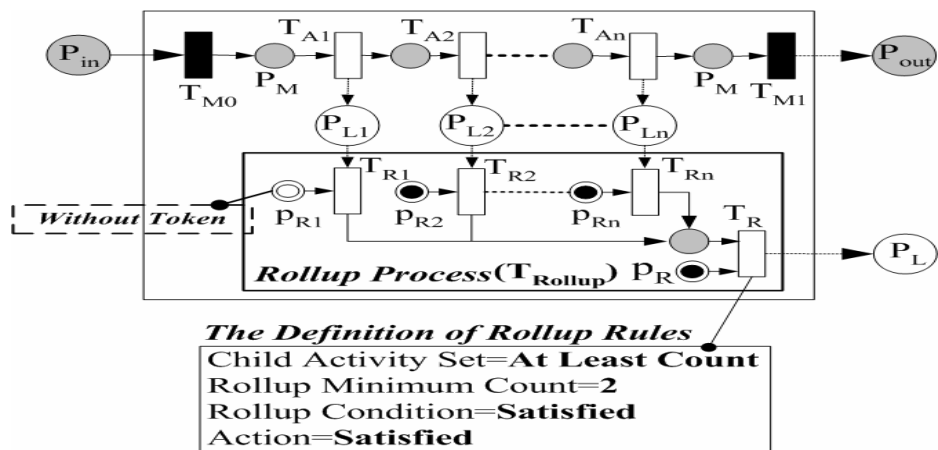 T_A1 T_A2 T_An
P_in P_M P_M P_out
T_M0 T_M1
P_L1 P_L2 P_Ln
T_R1 T_R2 T_Rn
Without Token p_R1 p_R2 p_Rn T_R
Rollup Process(T_Rollup) p_R P_L
The Definition of Rollup Rules
Child Activity Set=At Least Count
Rollup Minimum Count=2
Rollup Condition=Satisfied
Action=Satisfied